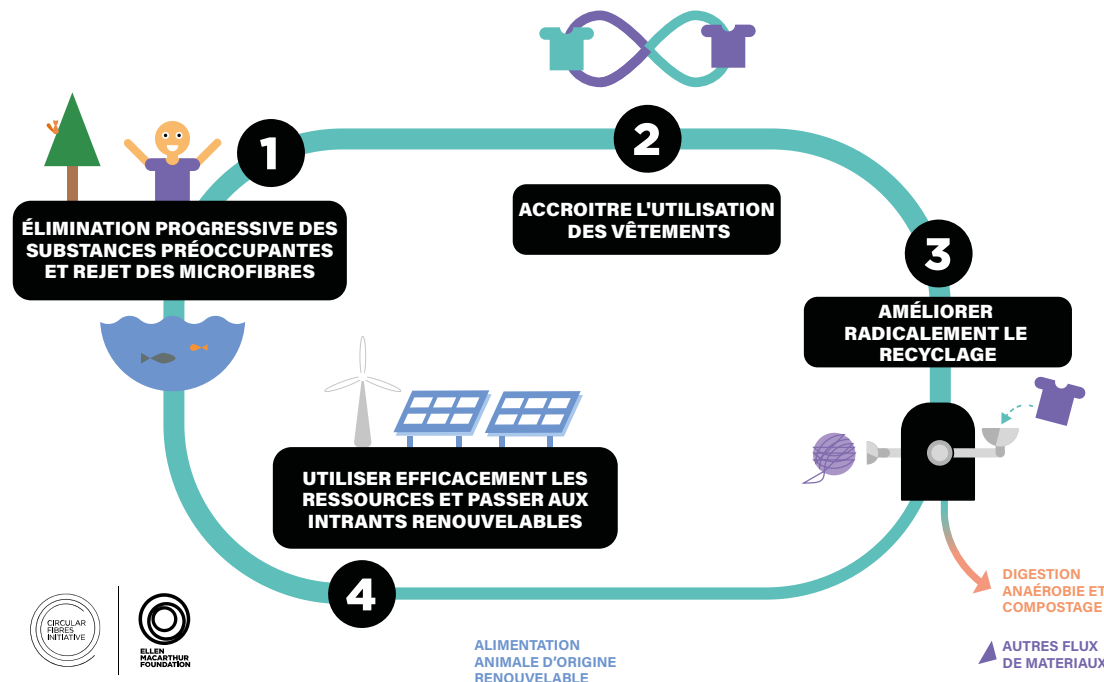 1
ÉLIMINATION PROGRESSIVE DES
SUBSTANCES PRÉOCCUPANTES
ET REJET DES MICROFIBRES
2
ACCROITRE L'UTILISATION
DES VÊTEMENTS
3
AMÉLIORER
RADICALEMENT LE
RECYCLAGE
UTILISER EFFICACEMENT LES
RESSOURCES ET PASSER AUX
INTRANTS RENOUVELABLES
4
DIGESTION
ANAÉROBIE ET
COMPOSTAGE
AUTRES FLUX
DE MATERIAUX
ALIMENTATION
ANIMALE D'ORIGINE
RENOUVELABLE
CIRCULAR
FIBRES
INITIATIVE
ELLEN
MACARTHUR
FOUNDATION